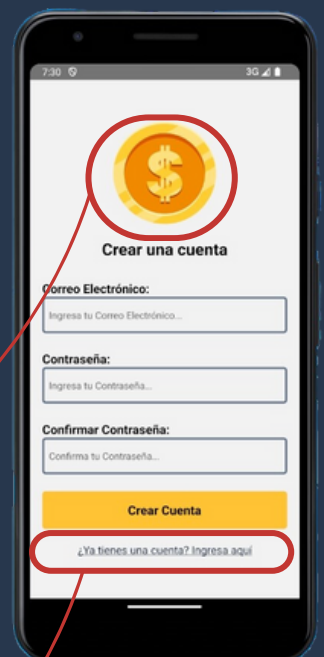 7:30 3G
$
Crear una cuenta
Correo Electrónico:
Ingresa tu Correo Electrónico...
Contraseña:
Ingresa tu Contraseña...
Confirmar Contraseña:
Confirma tu Contraseña...
Crear Cuenta
¿Ya tienes una cuenta? Ingresa aquí